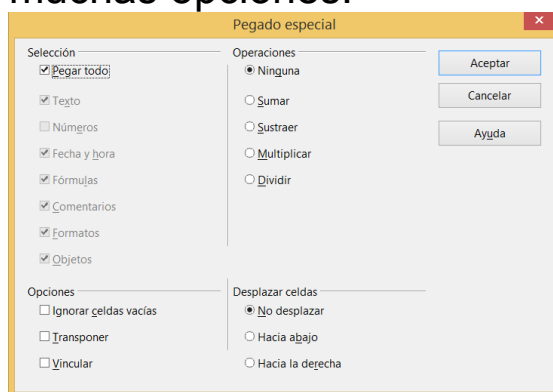 muchas opciones.
Pegado especial
Selección
Pegar todo
Texto
Números
Fecha y hora
Fórmulas
Comentarios
Formatos
Objetos
Operaciones
Ninguna
Sumar
Sustraer
Multiplicar
Dividir
Aceptar
Cancelar
Ayuda
Opciones
Ignorar celdas vacías
Transponer
Vincular
Desplazar celdas
No desplazar
Hacia abajo
Hacia la derecha